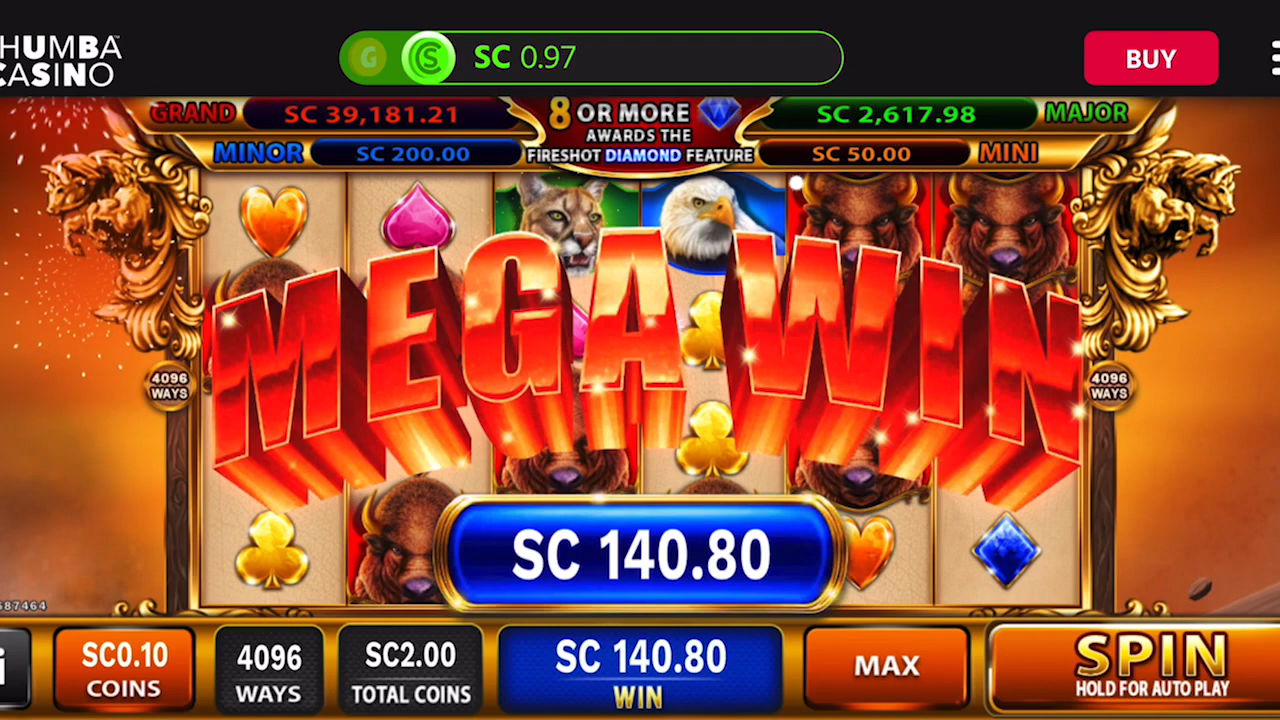 HUMBA™
CASINO
G S SC 0.97
BUY
GRAND SC 39,181.21
8 OR MORE
AWARDS THE
FIRESHOT DIAMOND FEATURE
SC 2,617.98 MAJOR
MINOR SC 200.00
SC 50.00 MINI
MEGA WIN
4096
WAYS
4096
WAYS
SC 140.80
587464
i
SC0.10
COINS
4096
WAYS
SC2.00
TOTAL COINS
SC 140.80
WIN
MAX
SPIN
HOLD FOR AUTO PLAY